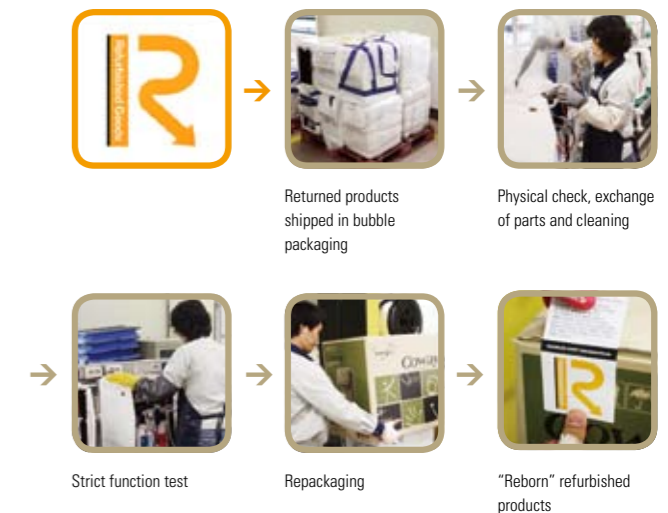 Refurbished Goods
Returned products
shipped in bubble
packaging
Physical check, exchange
of parts and cleaning
Strict function test
Repackaging
Coway
"Reborn" refurbished
products